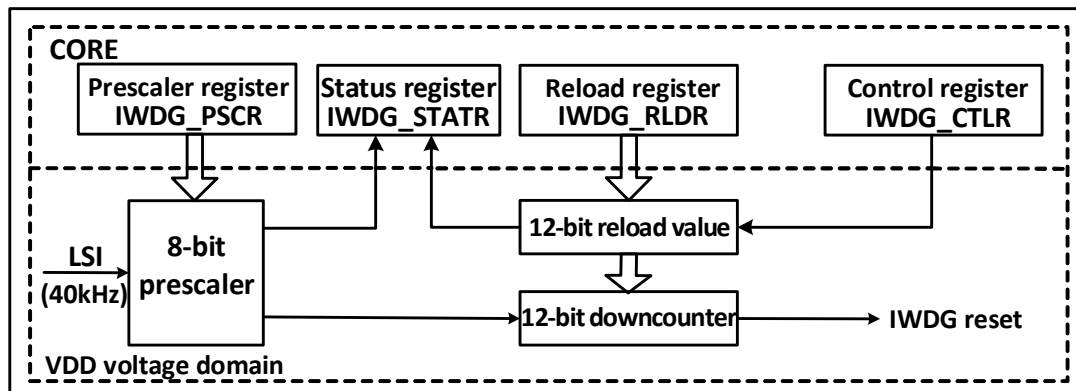 CORE
Prescaler register
IWDG_PSCR
Status register
IWDG_STATR
Reload register
IWDG_RLDR
Control register
IWDG_CTLR
LSI
(40kHz)
8-bit
prescaler
12-bit reload value
12-bit downcounter
IWDG reset
VDD voltage domain